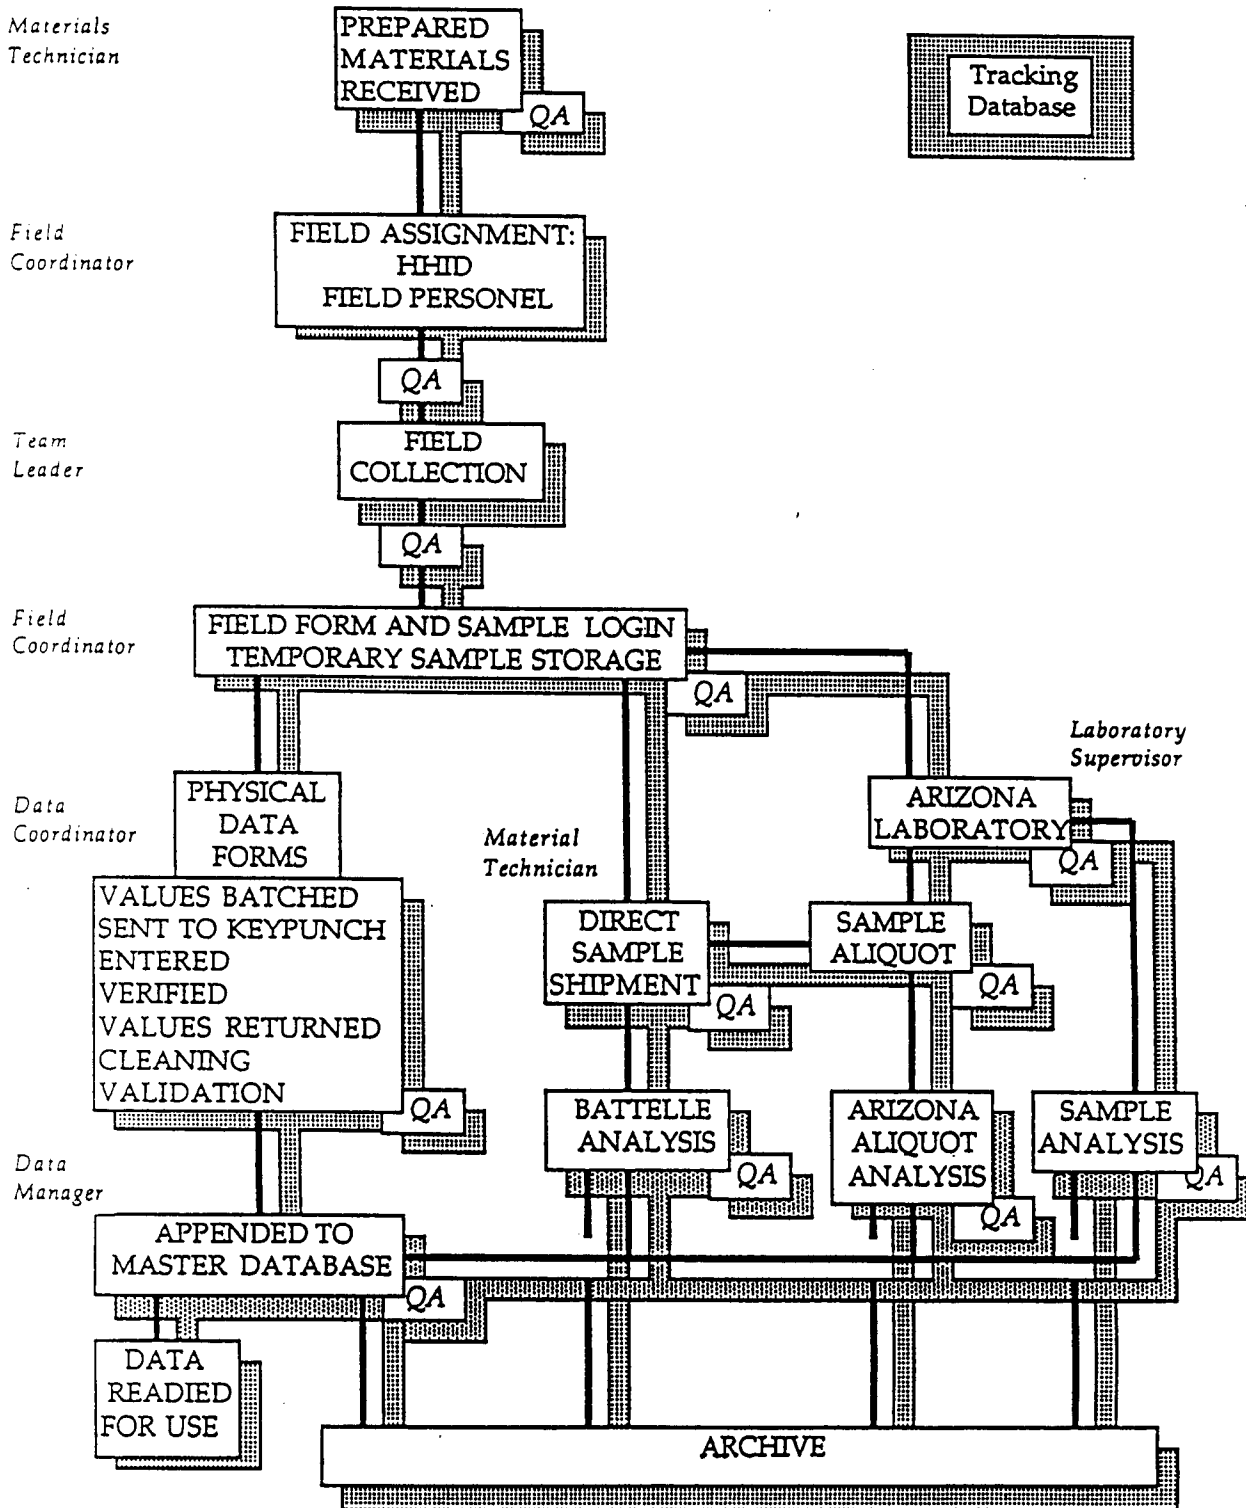 Materials
Technician
PREPARED
MATERIALS
RECEIVED
QA
Tracking
Database
Field
Coordinator
FIELD ASSIGNMENT:
HHID
FIELD PERSONEL
QA
Team
Leader
FIELD
COLLECTION
QA
Field
Coordinator
FIELD FORM AND SAMPLE LOGIN
TEMPORARY SAMPLE STORAGE
QA
Laboratory
Supervisor
Data
Coordinator
PHYSICAL
DATA
FORMS
Material
Technician
ARIZONA
LABORATORY
QA
VALUES BATCHED
SENT TO KEYPUNCH
ENTERED
VERIFIED
VALUES RETURNED
CLEANING
VALIDATION
QA
DIRECT
SAMPLE
SHIPMENT
QA
SAMPLE
ALIQUOT
QA
BATTELLE
ANALYSIS
QA
ARIZONA
ALIQUOT
ANALYSIS
QA
SAMPLE
ANALYSIS
QA
Data
Manager
APPENDED TO
MASTER DATABASE
QA
DATA
READIED
FOR USE
ARCHIVE